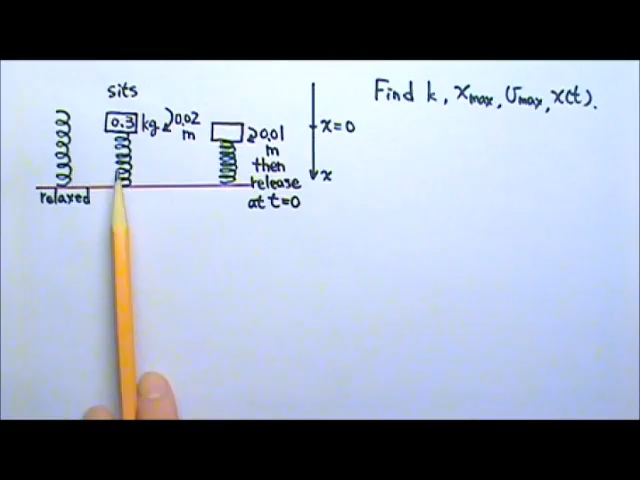 sits
Find k, xmax, υmax, x(t).
0.3 kg
0.02 m
x=0
0.01 m
then
release
at t=0
x
relaxed